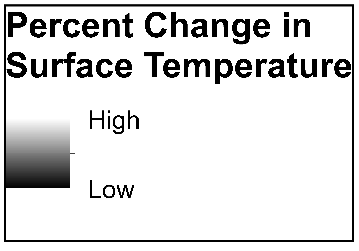 Percent Change in
Surface Temperature
High
Low